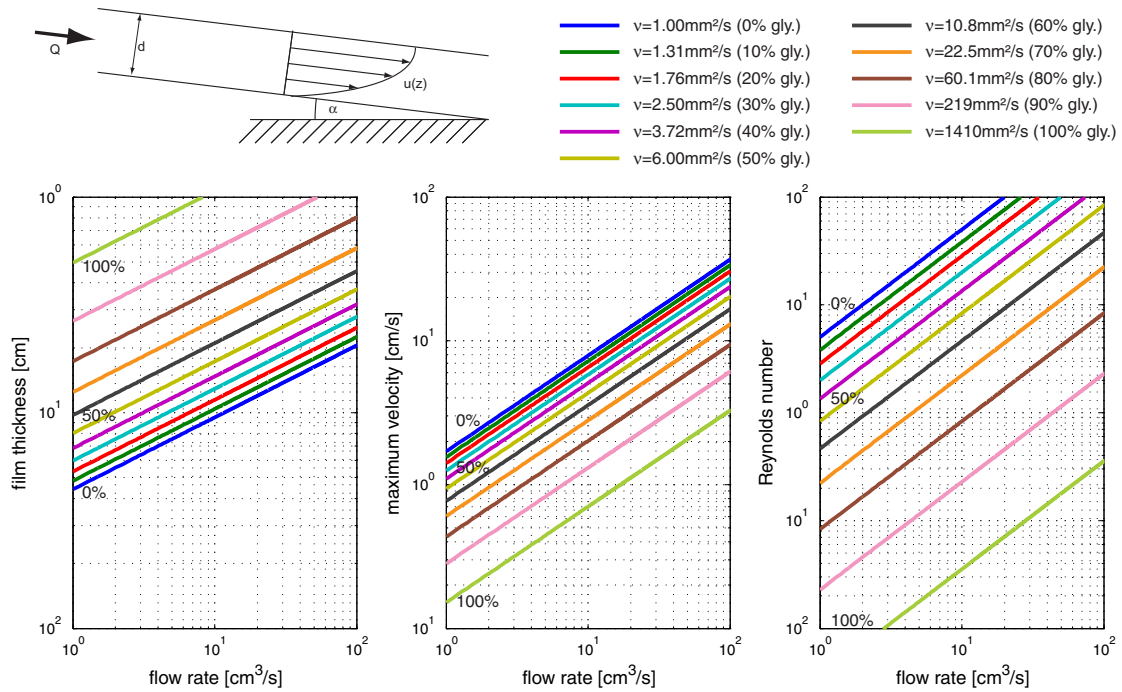 Q
d
u(z)
α
ν=1.00mm²/s (0% gly.)
ν=1.31mm²/s (10% gly.)
ν=1.76mm²/s (20% gly.)
ν=2.50mm²/s (30% gly.)
ν=3.72mm²/s (40% gly.)
ν=6.00mm²/s (50% gly.)
ν=10.8mm²/s (60% gly.)
ν=22.5mm²/s (70% gly.)
ν=60.1mm²/s (80% gly.)
ν=219mm²/s (90% gly.)
ν=1410mm²/s (100% gly.)
film thickness [cm]
10⁰
10¹
10²
100%
50%
0%
10⁰
10¹
10²
flow rate [cm³/s]
maximum velocity [cm/s]
10²
10¹
10⁰
10¹
0%
50%
100%
10⁰
10¹
10²
flow rate [cm³/s]
Reynolds number
10²
10¹
10⁰
10¹
10²
0%
50%
100%
10⁰
10¹
10²
flow rate [cm³/s]